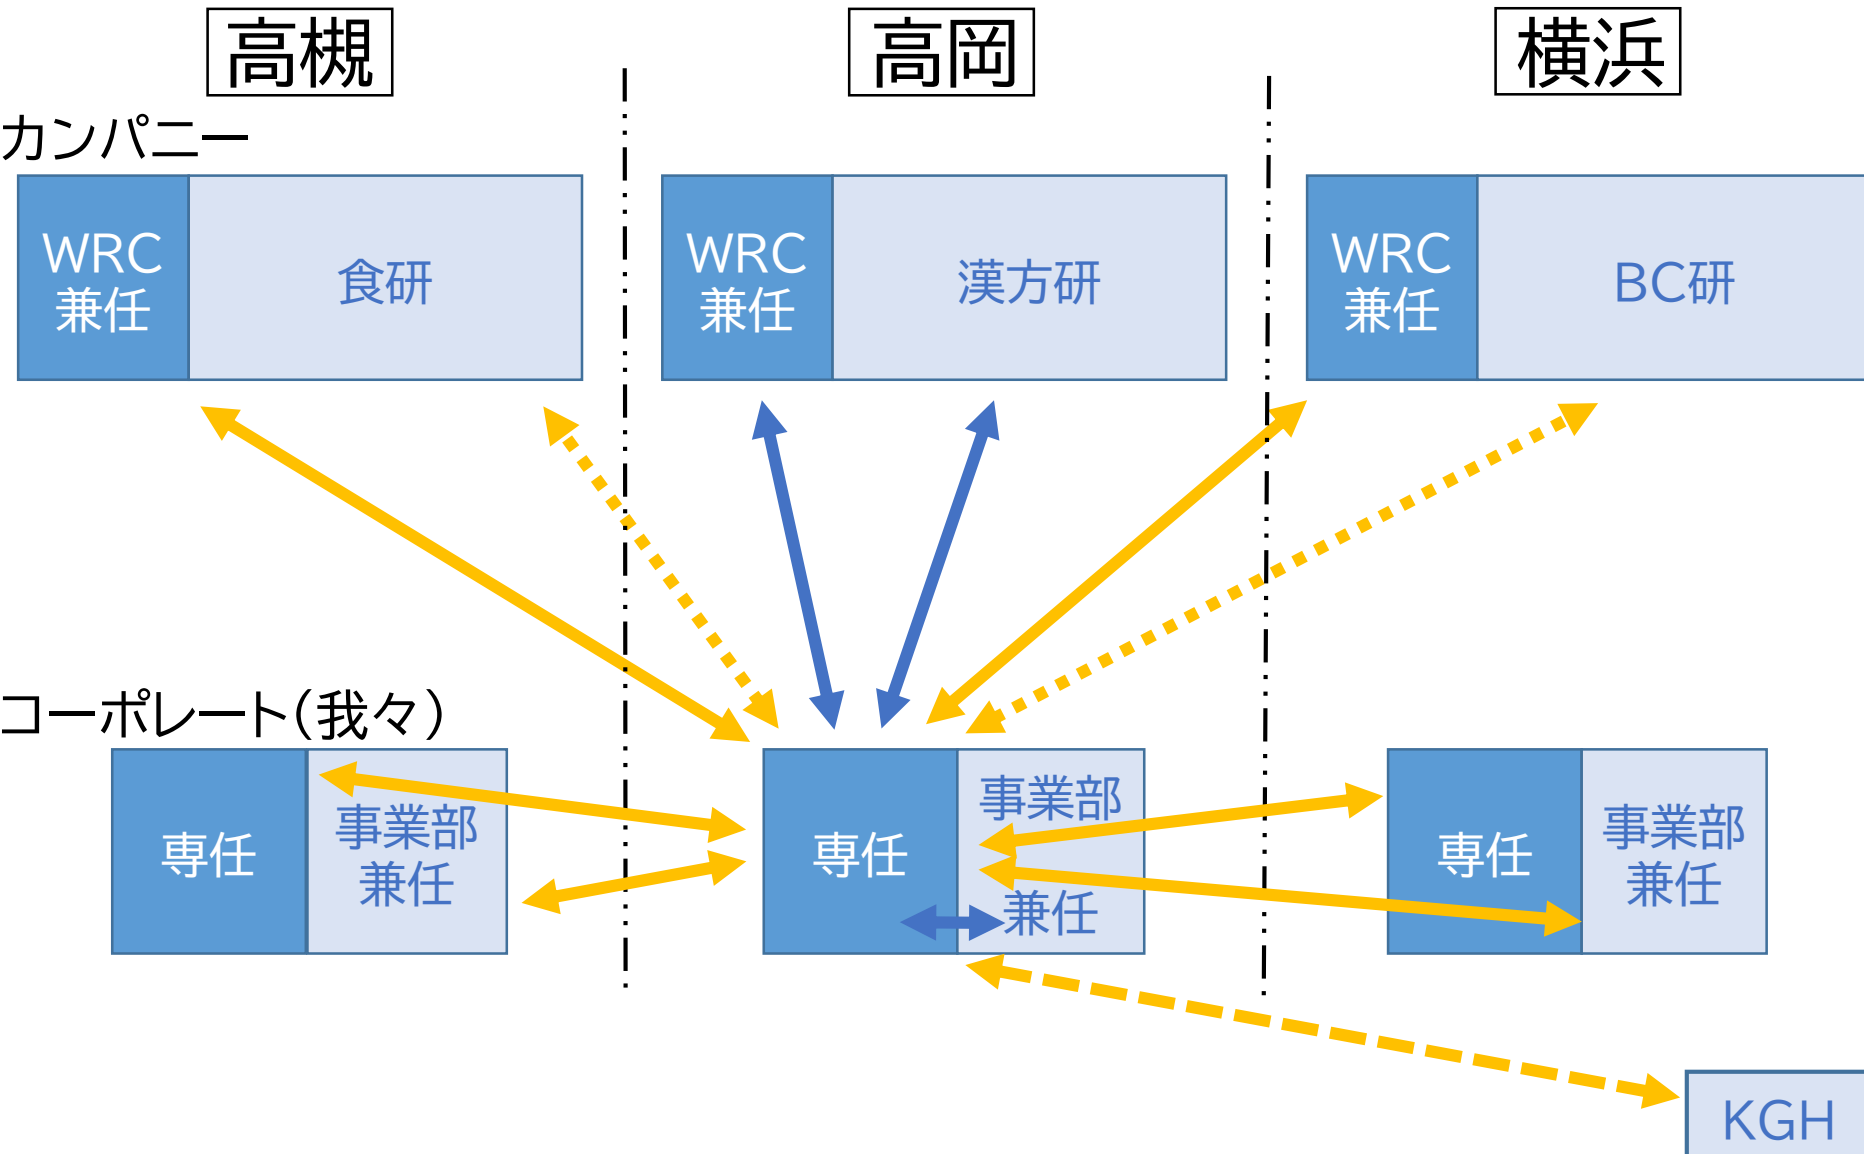 高槻
高岡
横浜
カンパニー
WRC
兼任
食研
WRC
兼任
漢方研
WRC
兼任
BC研
コーポレート(我々)
専任
事業部
兼任
専任
事業部
兼任
専任
事業部
兼任
KGH